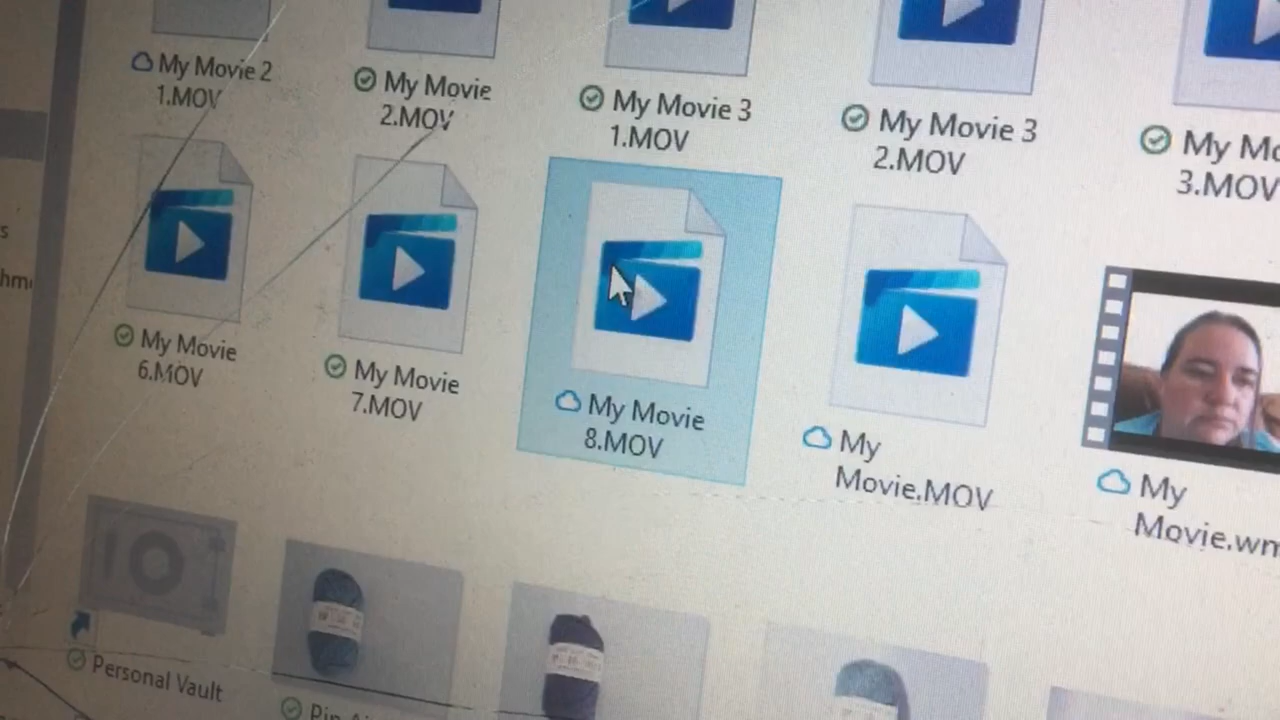 My Movie 2
1.MOV
My Movie
2.MOV
My Movie 3
1.MOV
My Movie 3
2.MOV
My Mo
3.MOV
s
hm
My Movie
6.MOV
My Movie
7.MOV
My Movie
8.MOV
My
Movie.MOV
My
Movie.wm
Personal Vault